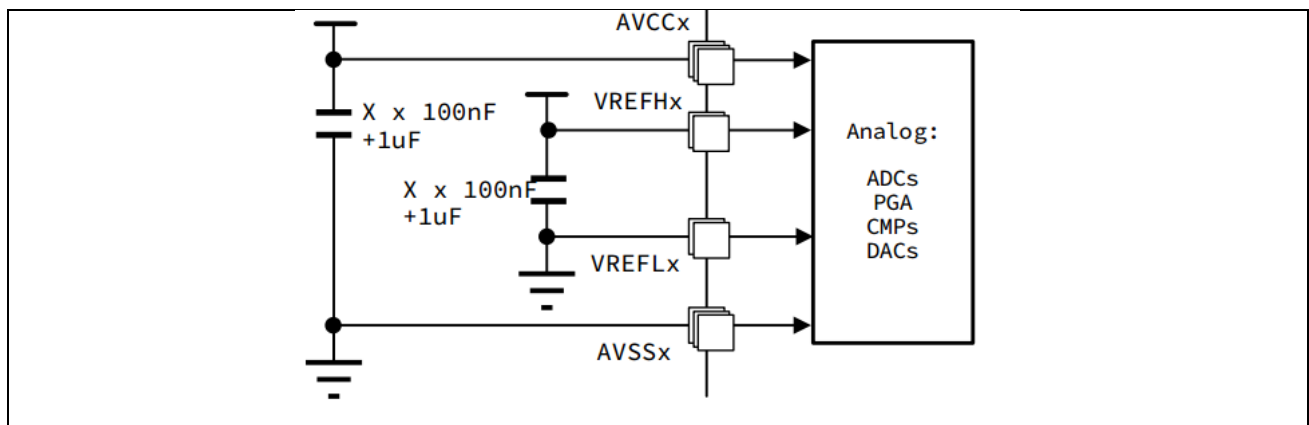 AVCCx
X x 100nF
+1uF
VREFHx
X x 100nF
+1uF
VREFLx
AVSSx
Analog:
ADCs
PGA
CMPs
DACs